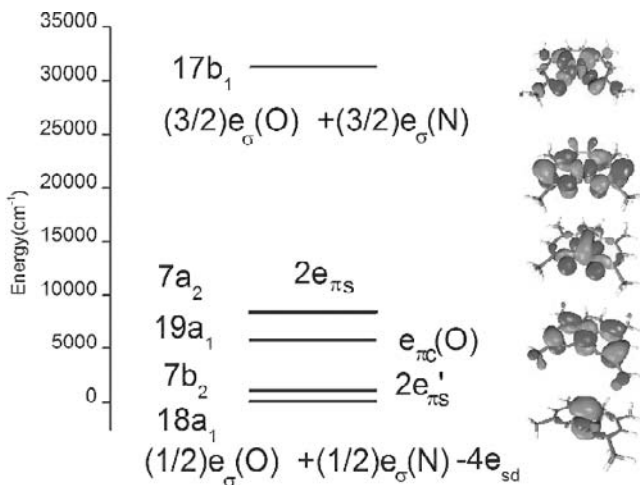 35000
30000
25000
20000
15000
10000
5000
0
Energy(cm⁻¹)
17b₁
(3/2)e_σ(O) +(3/2)e_σ(N)
7a₂ 2e_πs
19a₁ e_πc(O)
7b₂ 2e_πs'
18a₁
(1/2)e_σ(O) +(1/2)e_σ(N) -4e_sd